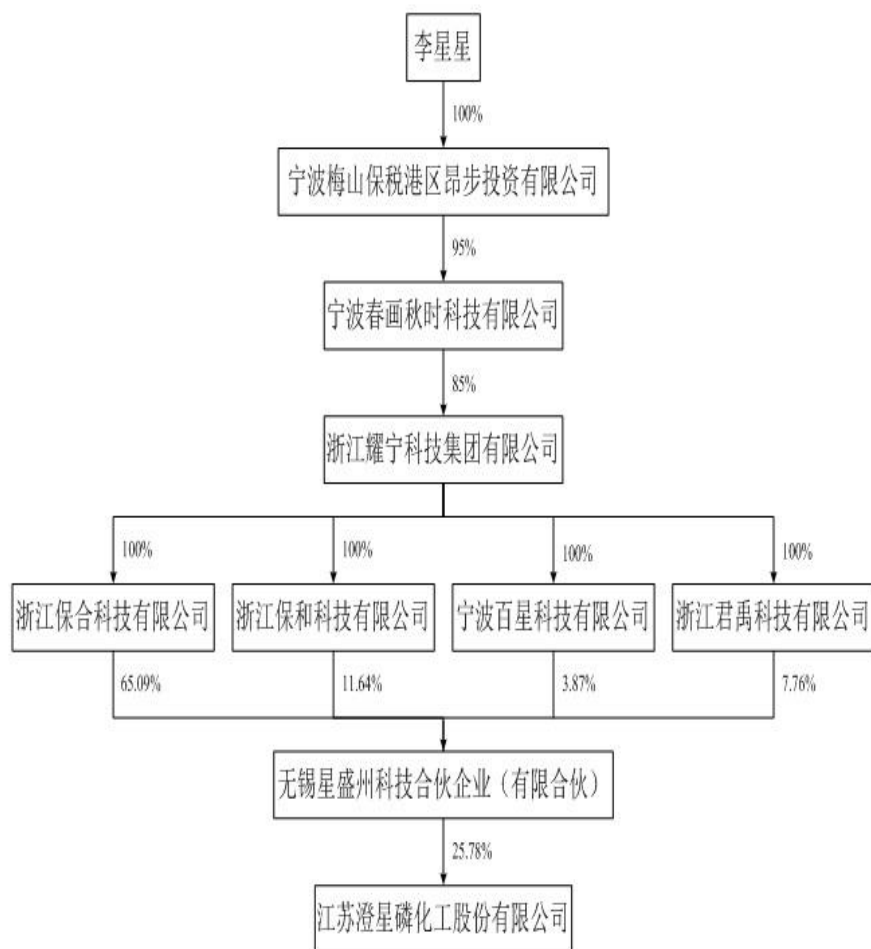 李星星
100%
宁波梅山保税港区昂步投资有限公司
95%
宁波春画秋时科技有限公司
85%
浙江耀宁科技集团有限公司
100%
100%
100%
100%
浙江保合科技有限公司
浙江保和科技有限公司
宁波百星科技有限公司
浙江君禹科技有限公司
65.09%
11.64%
3.87%
7.76%
无锡星盛州科技合伙企业（有限合伙）
25.78%
江苏澄星磷化工股份有限公司